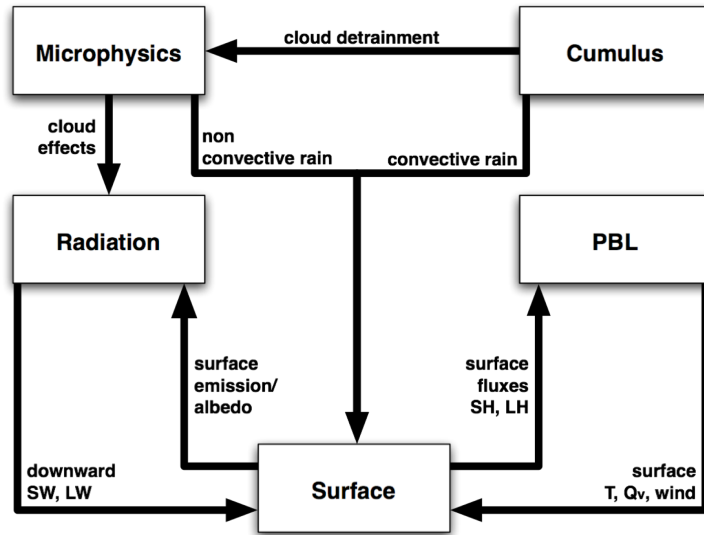 Microphysics
cloud detrainment
Cumulus
cloud
effects
non
convective rain
convective rain
Radiation
PBL
surface
emission/
albedo
surface
fluxes
SH, LH
downward
SW, LW
Surface
surface
T, Qv, wind